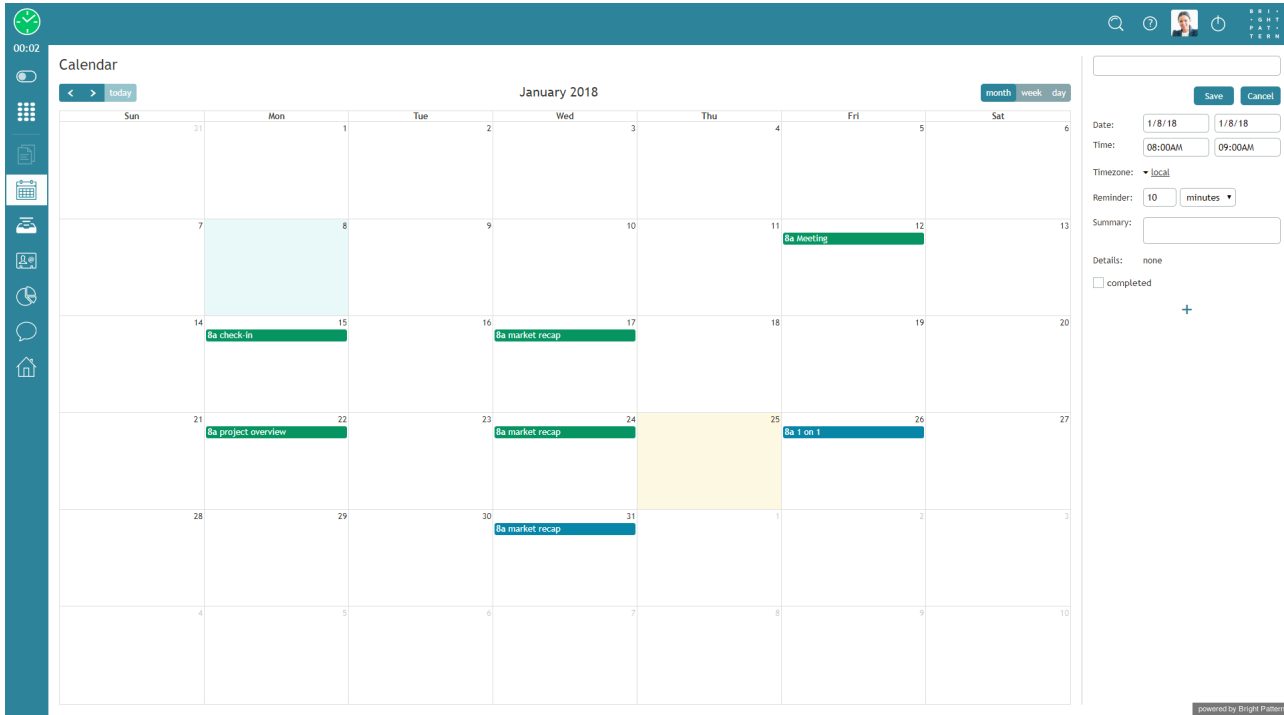 B R I ·
· G H T
P A T ·
T E R N
00:02
Calendar
today
January 2018
month week day
Sun Mon Tue Wed Thu Fri Sat
31 1 2 3 4 5 6
7 8 9 10 11 12 13
8a Meeting
14 15 16 17 18 19 20
8a check-in 8a market recap
21 22 23 24 25 26 27
8a project overview 8a market recap 8a 1 on 1
28 29 30 31 1 2 3
8a market recap
4 5 6 7 8 9 10
Save Cancel
Date: 1/8/18 1/8/18
Time: 08:00AM 09:00AM
Timezone: local
Reminder: 10 minutes
Summary:
Details: none
completed
+
powered by Bright Pattern